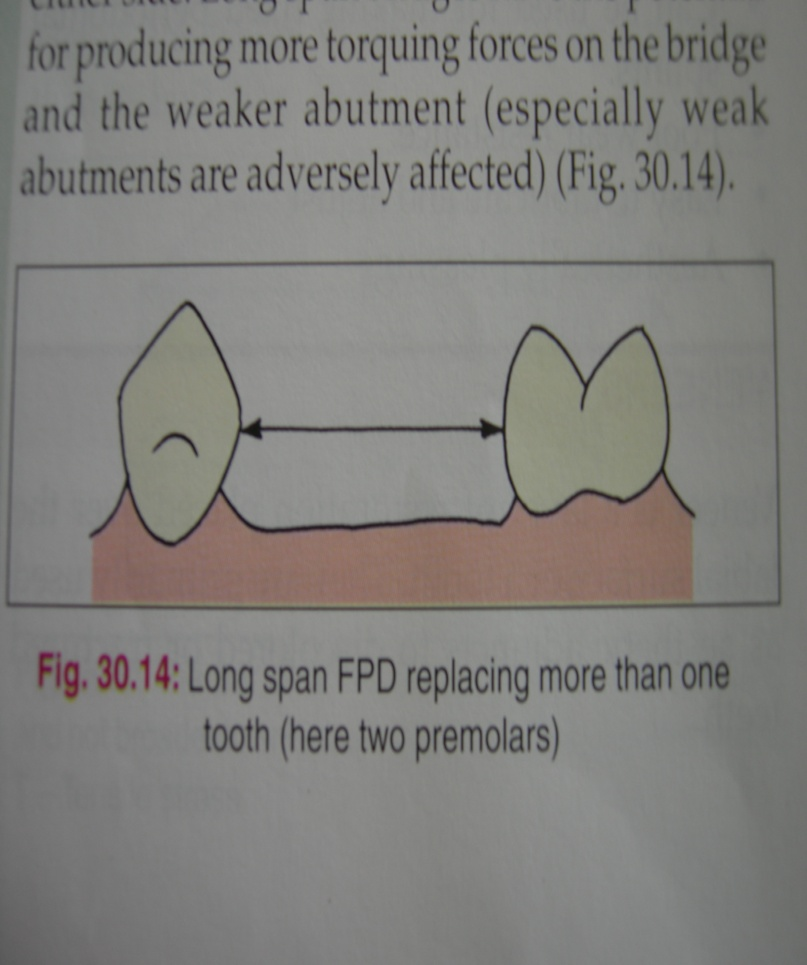 for producing more torquing forces on the bridge
and the weaker abutment (especially weak
abutments are adversely affected) (Fig. 30.14).
Fig. 30.14: Long span FPD replacing more than one
tooth (here two premolars)